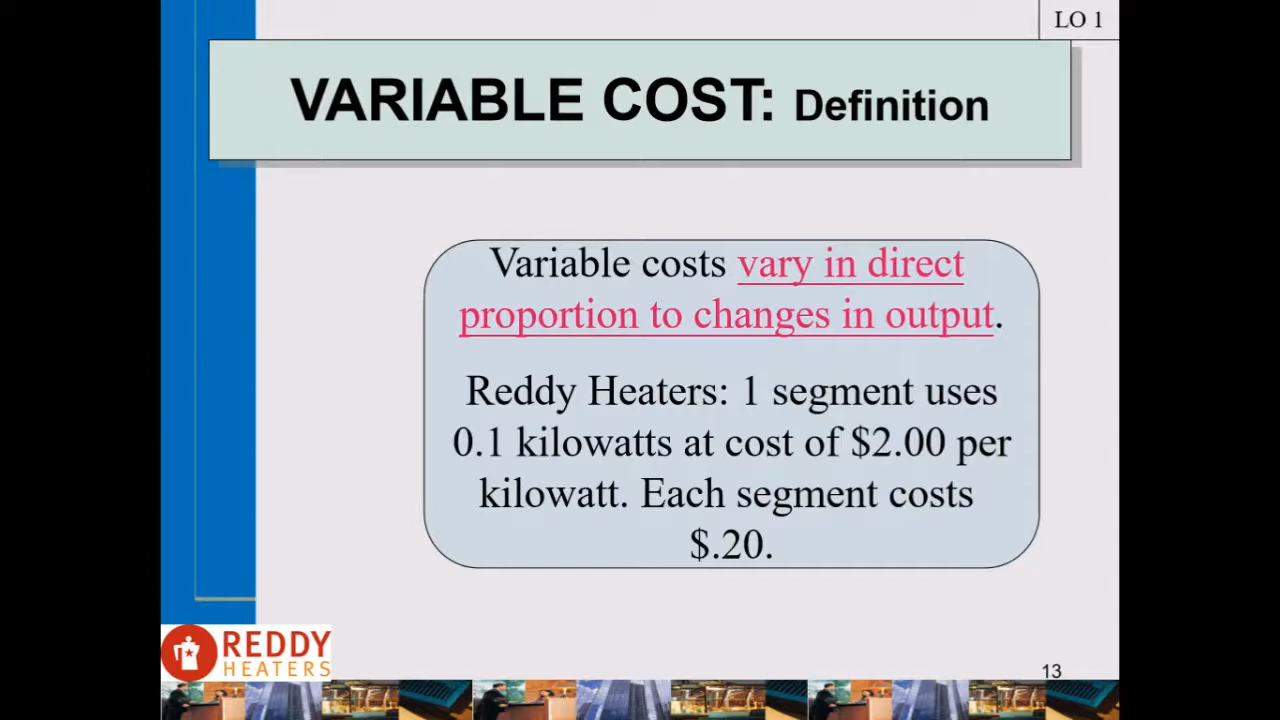 LO 1
VARIABLE COST: Definition
Variable costs vary in direct
proportion to changes in output.
Reddy Heaters: 1 segment uses
0.1 kilowatts at cost of $2.00 per
kilowatt. Each segment costs
$.20.
REDDY
HEATERS
13